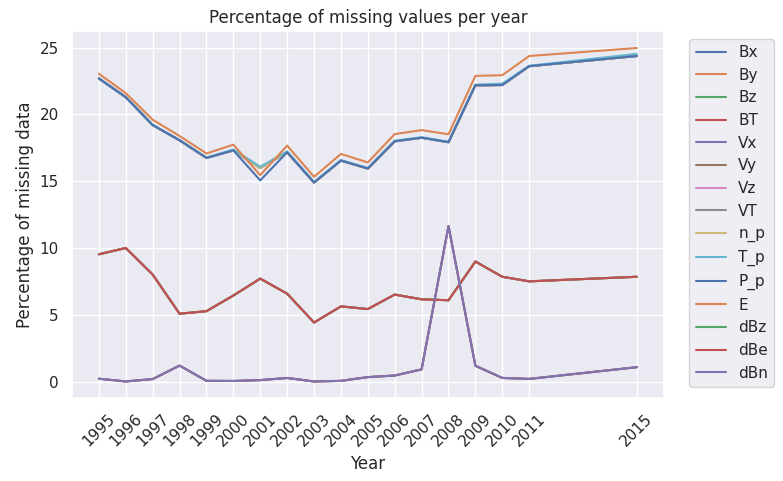 Percentage of missing values per year
Percentage of missing data
25
20
15
10
5
0
1995
1996
1997
1998
1999
2000
2001
2002
2003
2004
2005
2006
2007
2008
2009
2010
2011
2015
Year
Bx
By
Bz
BT
Vx
Vy
Vz
VT
n_p
T_p
P_p
E
dBz
dBe
dBn